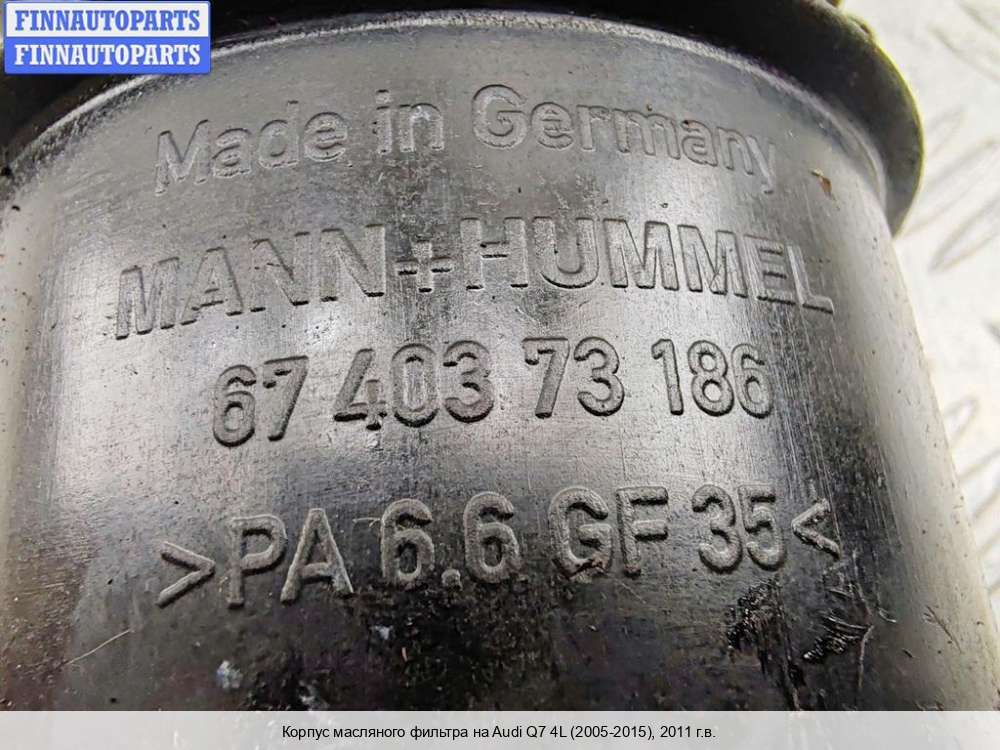 FINNAUTOPARTS
FINNAUTOPARTS
Made in Germany
MANN+HUMMEL
67 403 73 186
>PA 6.6 GF 35<
Корпус масляного фильтра на Audi Q7 4L (2005-2015), 2011 г.в.